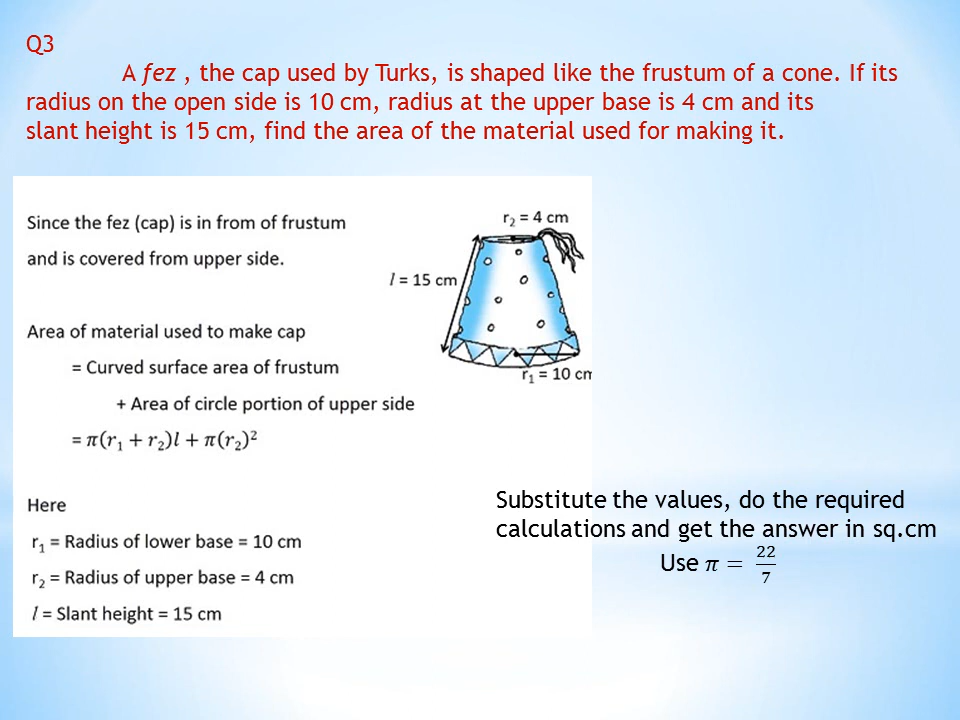 Q3
A fez , the cap used by Turks, is shaped like the frustum of a cone. If its
radius on the open side is 10 cm, radius at the upper base is 4 cm and its
slant height is 15 cm, find the area of the material used for making it.
Since the fez (cap) is in from of frustum
and is covered from upper side.
r₂ = 4 cm
l = 15 cm
r₁ = 10 cm
Area of material used to make cap
= Curved surface area of frustum
+ Area of circle portion of upper side
= π(r₁ + r₂)l + π(r₂)²
Here
r₁ = Radius of lower base = 10 cm
r₂ = Radius of upper base = 4 cm
l = Slant height = 15 cm
Substitute the values, do the required
calculations and get the answer in sq.cm
Use π = 22/7